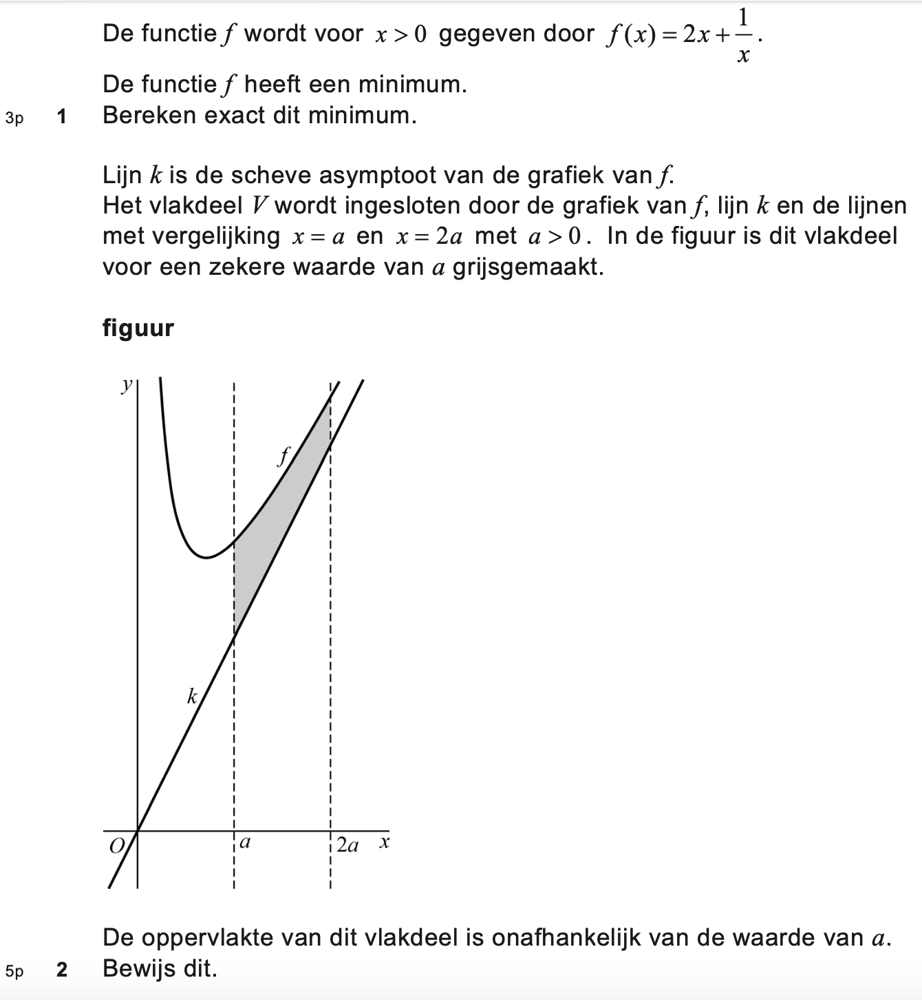 De functie f wordt voor x > 0 gegeven door f(x) = 2x + 1/x.
De functie f heeft een minimum.
3p 1 Bereken exact dit minimum.
Lijn k is de scheve asymptoot van de grafiek van f.
Het vlakdeel V wordt ingesloten door de grafiek van f, lijn k en de lijnen
met vergelijking x = a en x = 2a met a > 0. In de figuur is dit vlakdeel
voor een zekere waarde van a grijsgemaakt.
figuur
y
f
k
O
a
2a
x
De oppervlakte van dit vlakdeel is onafhankelijk van de waarde van a.
5p 2 Bewijs dit.